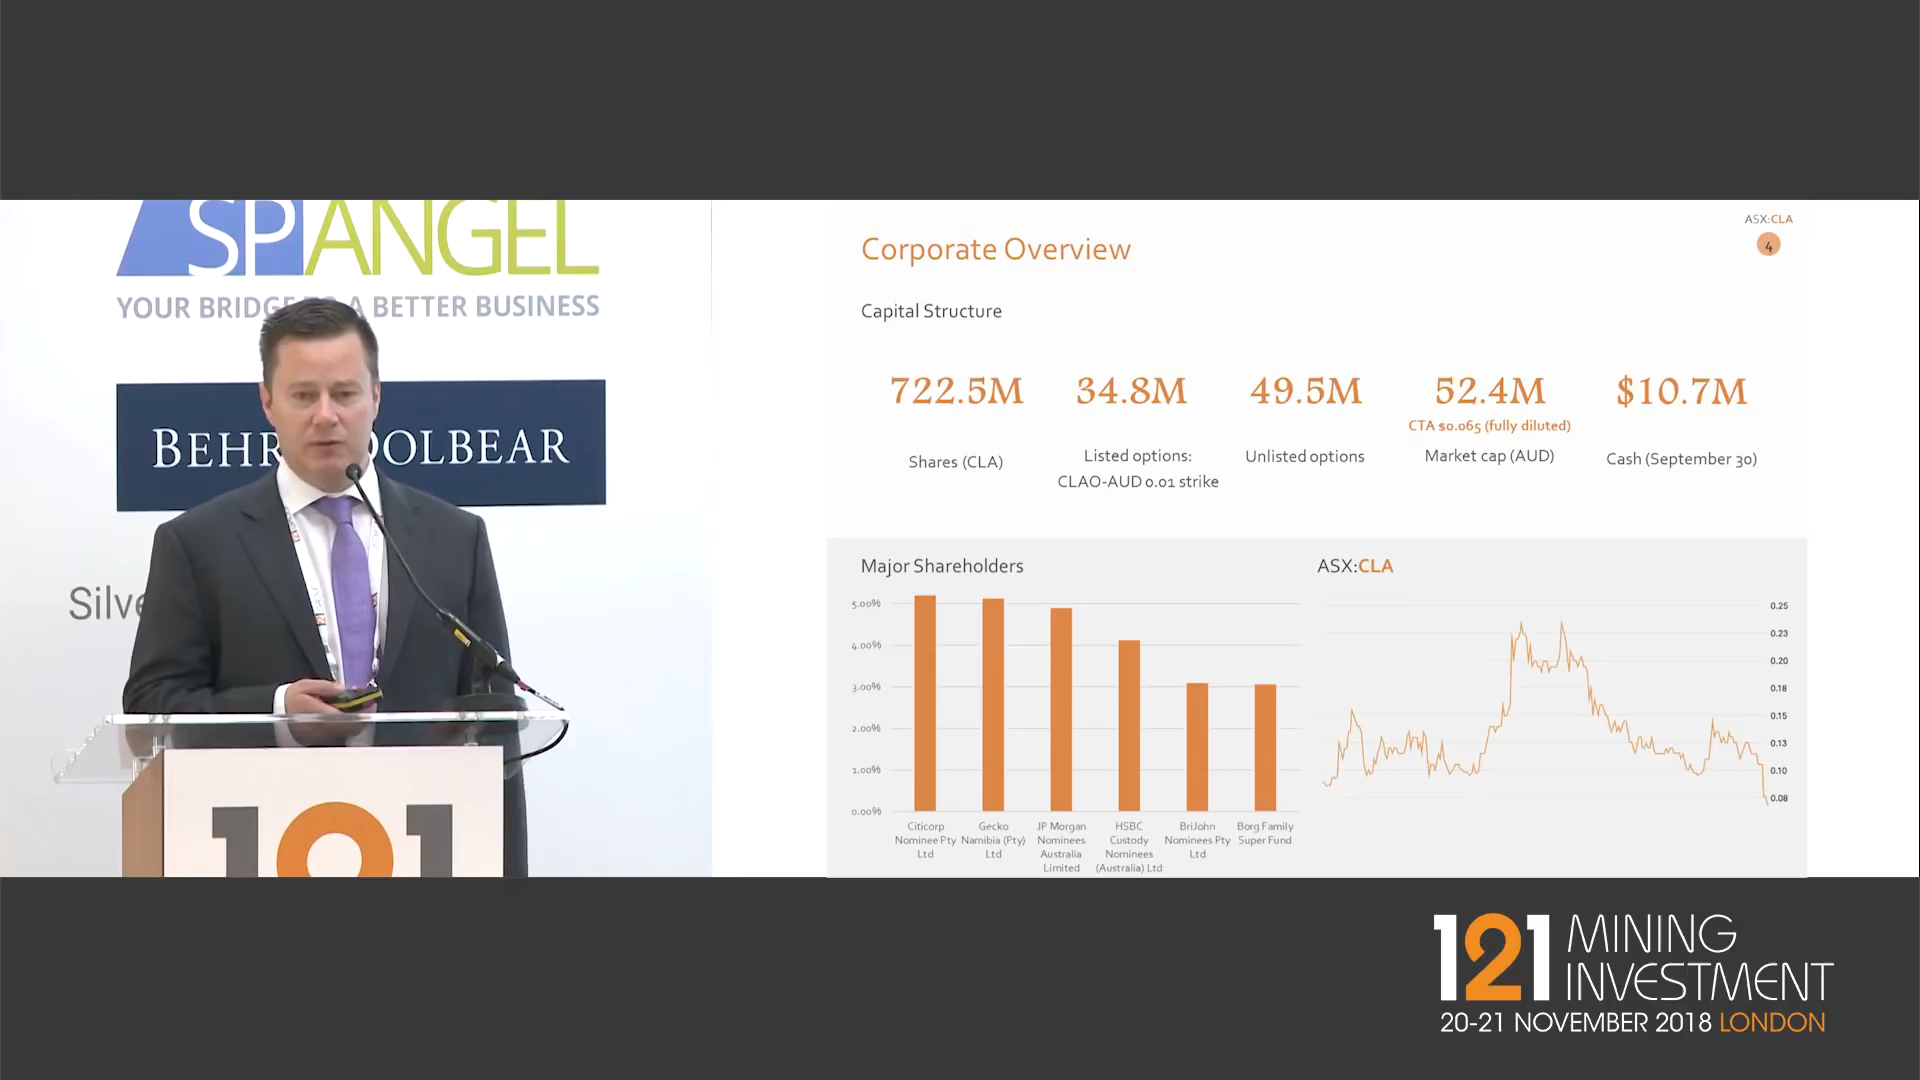 SPANGEL
YOUR BRIDGE A BETTER BUSINESS
BEHR OLBEAR
121
ASX:CLA
4
Corporate Overview
Capital Structure
722.5M
Shares (CLA)
34.8M
Listed options:
CLAO-AUD 0.01 strike
49.5M
Unlisted options
52.4M
CTA $0.065 (fully diluted)
Market cap (AUD)
$10.7M
Cash (September 30)
Major Shareholders
5.00%
4.00%
3.00%
2.00%
1.00%
0.00%
Citicorp
Nominee Pty
Ltd
Gecko
Namibia (Pty)
Ltd
JP Morgan
Nominees
Australia
Limited
HSBC
Custody
Nominees
(Australia) Ltd
BriJohn
Nominees Pty
Ltd
Borg Family
Super Fund
ASX:CLA
0.25
0.23
0.20
0.18
0.15
0.13
0.10
0.08
121 MINING
INVESTMENT
20-21 NOVEMBER 2018 LONDON